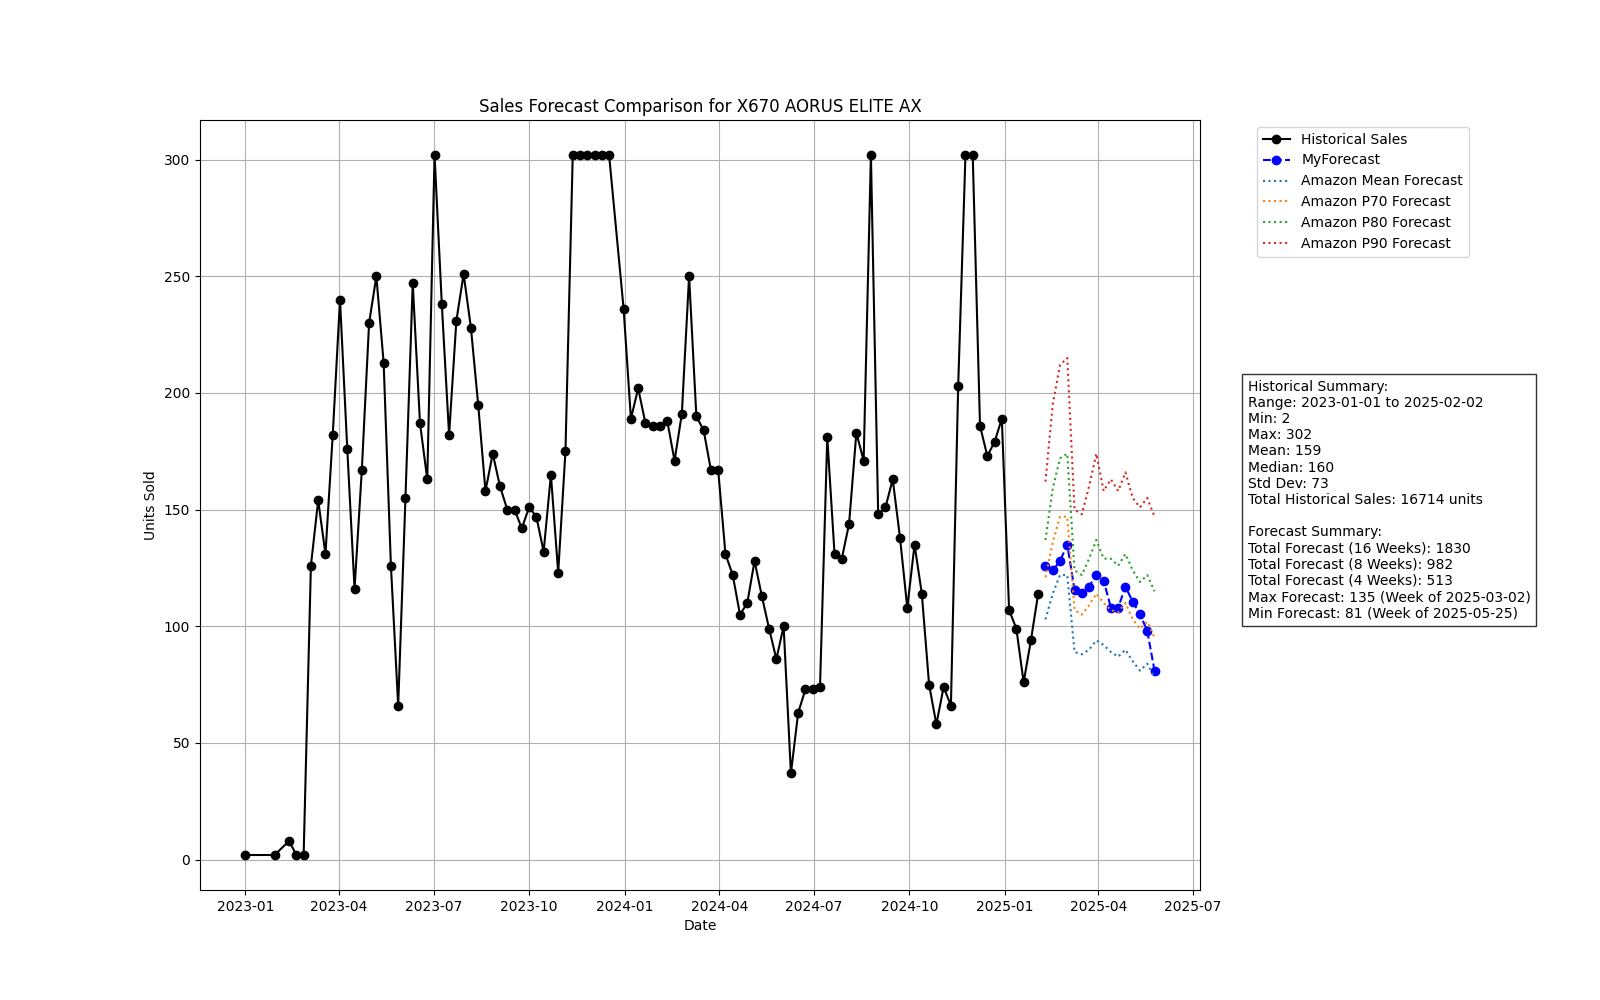 Sales Forecast Comparison for X670 AORUS ELITE AX
Units Sold
300
250
200
150
100
50
0
2023-01 2023-04 2023-07 2023-10 2024-01 2024-04 2024-07 2024-10 2025-01 2025-04 2025-07
Date
Historical Sales
MyForecast
Amazon Mean Forecast
Amazon P70 Forecast
Amazon P80 Forecast
Amazon P90 Forecast
Historical Summary:
Range: 2023-01-01 to 2025-02-02
Min: 2
Max: 302
Mean: 159
Median: 160
Std Dev: 73
Total Historical Sales: 16714 units
Forecast Summary:
Total Forecast (16 Weeks): 1830
Total Forecast (8 Weeks): 982
Total Forecast (4 Weeks): 513
Max Forecast: 135 (Week of 2025-03-02)
Min Forecast: 81 (Week of 2025-05-25)